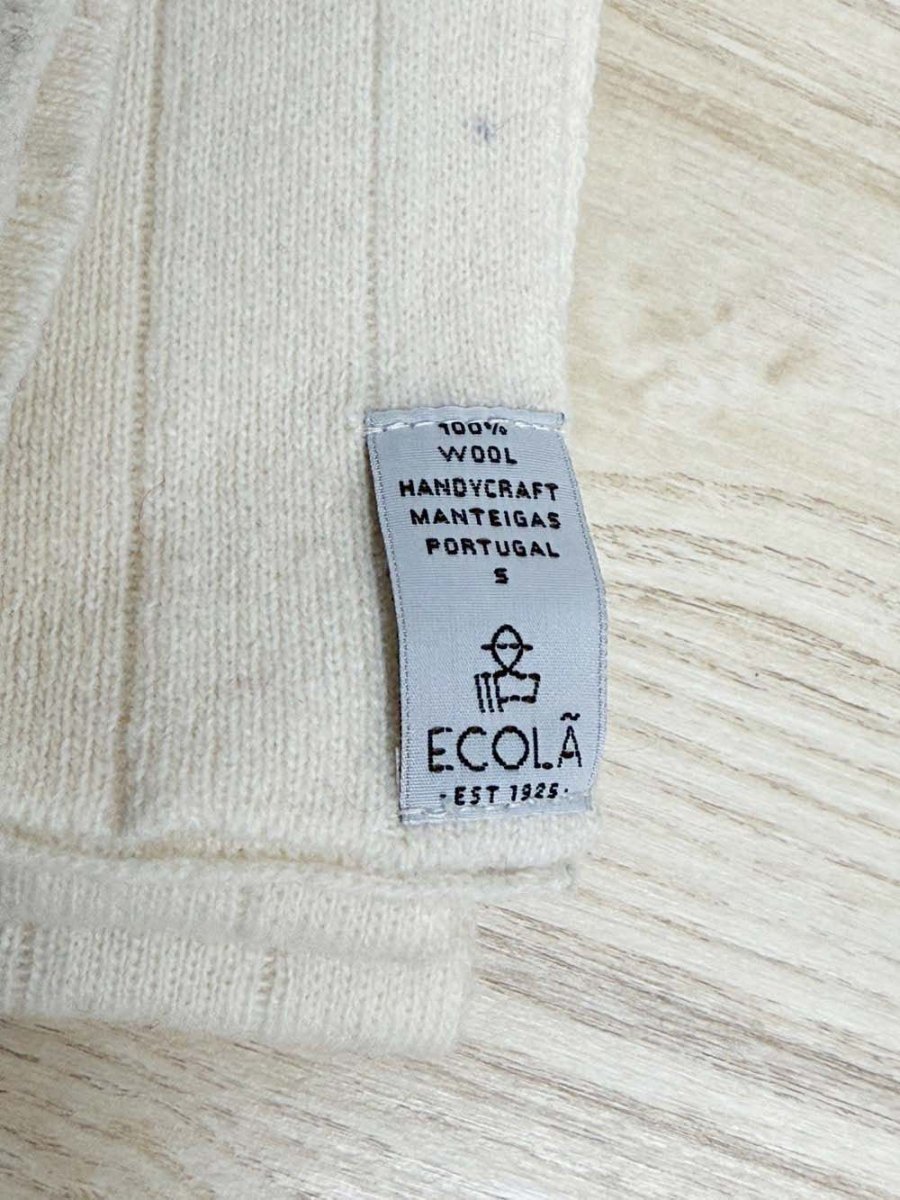 100%
WOOL
HANDYCRAFT
MANTEIGAS
PORTUGAL
S
ECOLÃ
·EST 1925·